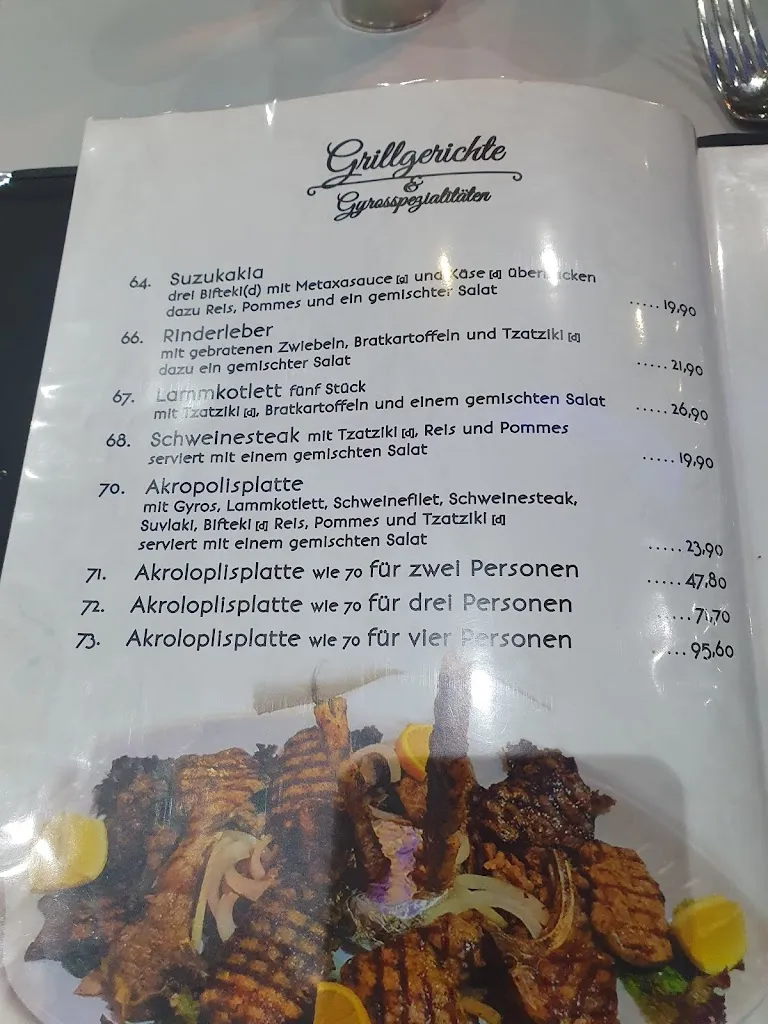 Grillgerichte
&
Gyrosspezialitäten
64. Suzukakla
drei Bifteki(d) mit Metaxasauce [g] und Käse [d]
dazu Reis, Pommes und ein gemischter Salat ..... 19,90
66. Rinderleber
mit gebratenen Zwiebeln, Bratkartoffeln und Tzatziki [d]
dazu ein gemischter Salat ..... 21,90
67. Lammkotlett fünf Stück
mit Tzatziki [d], Bratkartoffeln und einem gemischten Salat ..... 26,90
68. Schweinesteak mit Tzatziki [d], Reis und Pommes
serviert mit einem gemischten Salat ..... 19,90
70. Akropolisplatte
mit Gyros, Lammkotlett, Schweinefilet, Schweinesteak,
Suvlaki, Bifteki [d] Reis, Pommes und Tzatziki [d]
serviert mit einem gemischten Salat ..... 23,90
71. Akroloplisplatte wie 70 für zwei Personen ..... 47,80
72. Akroloplisplatte wie 70 für drei Personen ....71,70
73. Akroloplisplatte wie 70 für vier Personen ..... 95,60